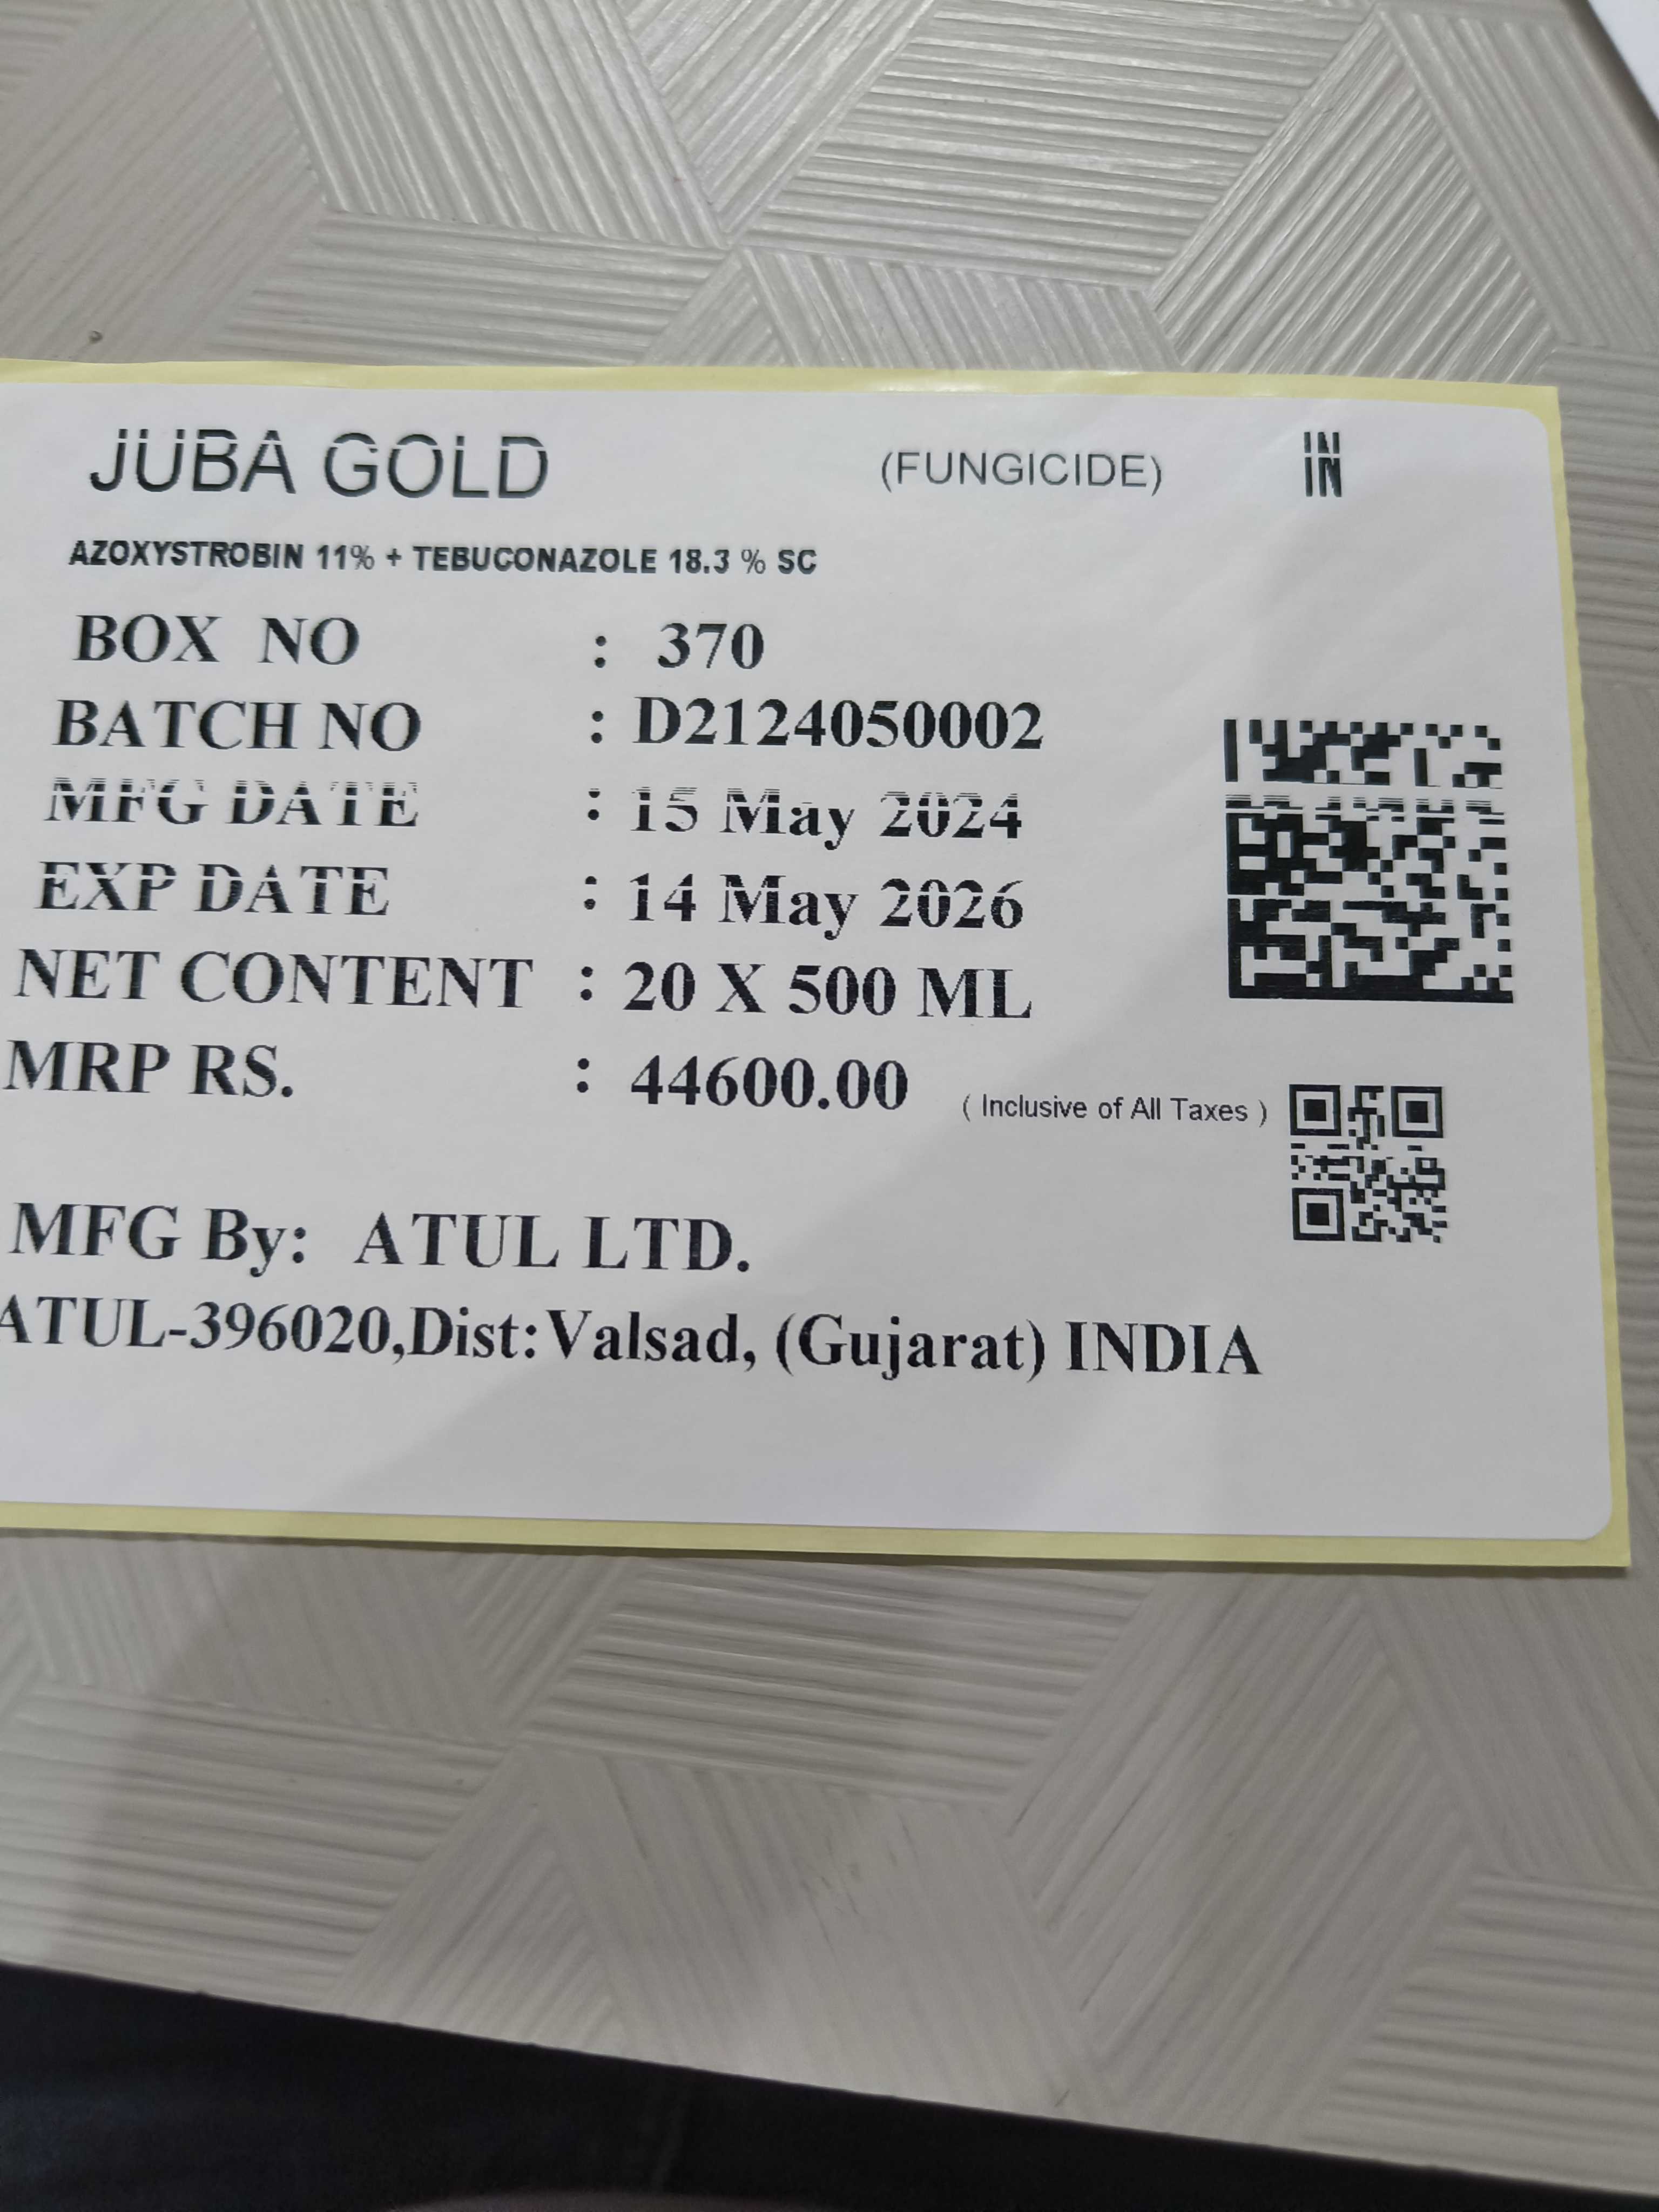 JUBA GOLD (FUNGICIDE) IN
AZOXYSTROBIN 11% + TEBUCONAZOLE 18.3 % SC
BOX NO : 370
BATCH NO : D2124050002
MFG DATE : 15 May 2024
EXP DATE : 14 May 2026
NET CONTENT : 20 X 500 ML
MRP RS. : 44600.00 ( Inclusive of All Taxes )
MFG By: ATUL LTD.
ATUL-396020,Dist:Valsad, (Gujarat) INDIA